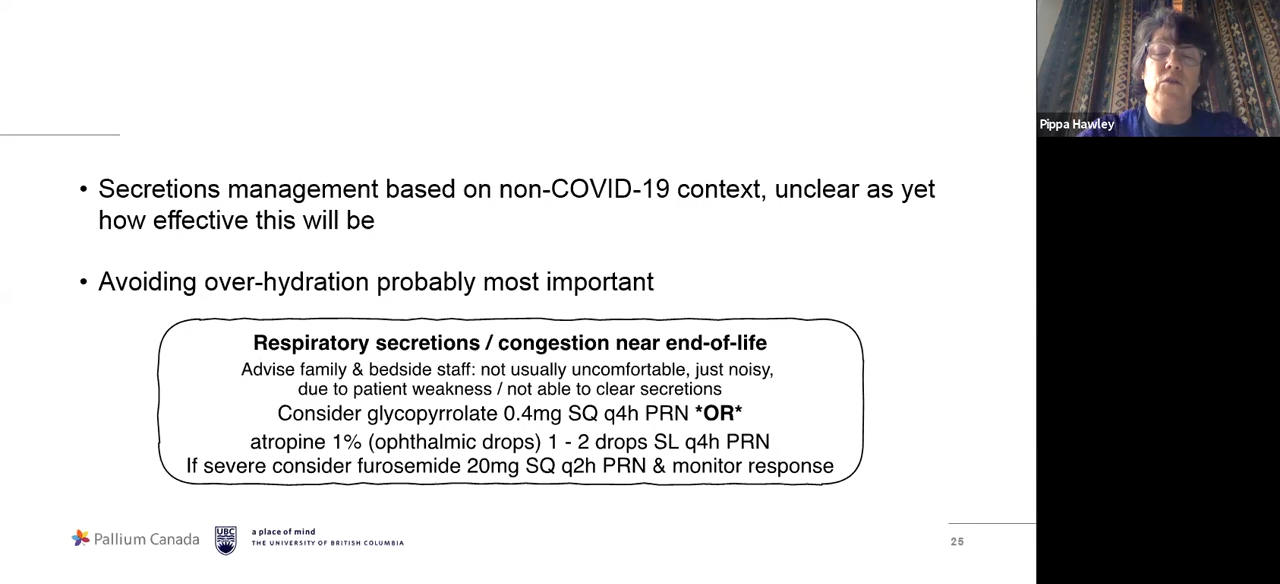 • Secretions management based on non-COVID-19 context, unclear as yet
how effective this will be
• Avoiding over-hydration probably most important
Respiratory secretions / congestion near end-of-life
Advise family & bedside staff: not usually uncomfortable, just noisy,
due to patient weakness / not able to clear secretions
Consider glycopyrrolate 0.4mg SQ q4h PRN *OR*
atropine 1% (ophthalmic drops) 1 - 2 drops SL q4h PRN
If severe consider furosemide 20mg SQ q2h PRN & monitor response
Pallium Canada
UBC
a place of mind
THE UNIVERSITY OF BRITISH COLUMBIA
25
Pippa Hawley